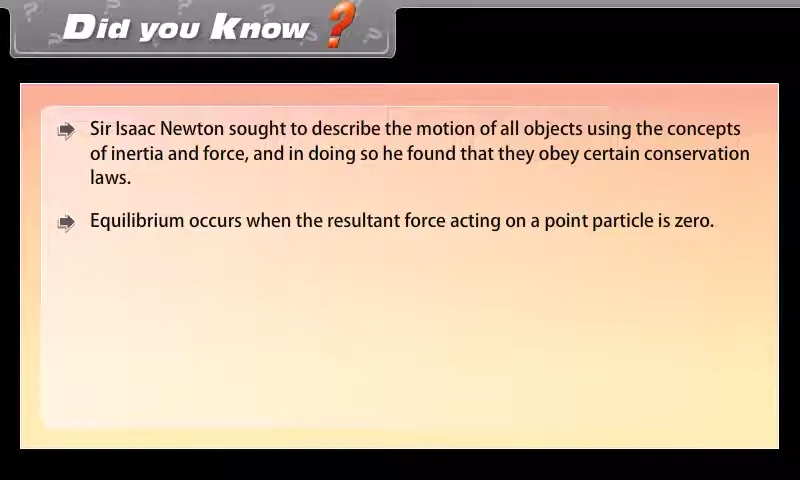 Did you Know ?
Sir Isaac Newton sought to describe the motion of all objects using the concepts
of inertia and force, and in doing so he found that they obey certain conservation
laws.
Equilibrium occurs when the resultant force acting on a point particle is zero.